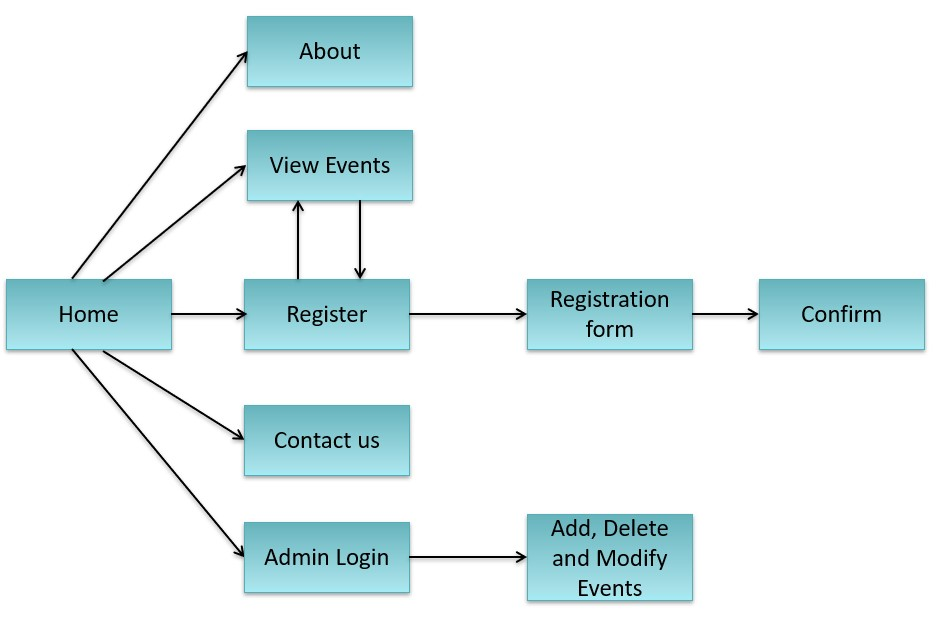 About
View Events
Home
Register
Registration
form
Confirm
Contact us
Admin Login
Add, Delete
and Modify
Events